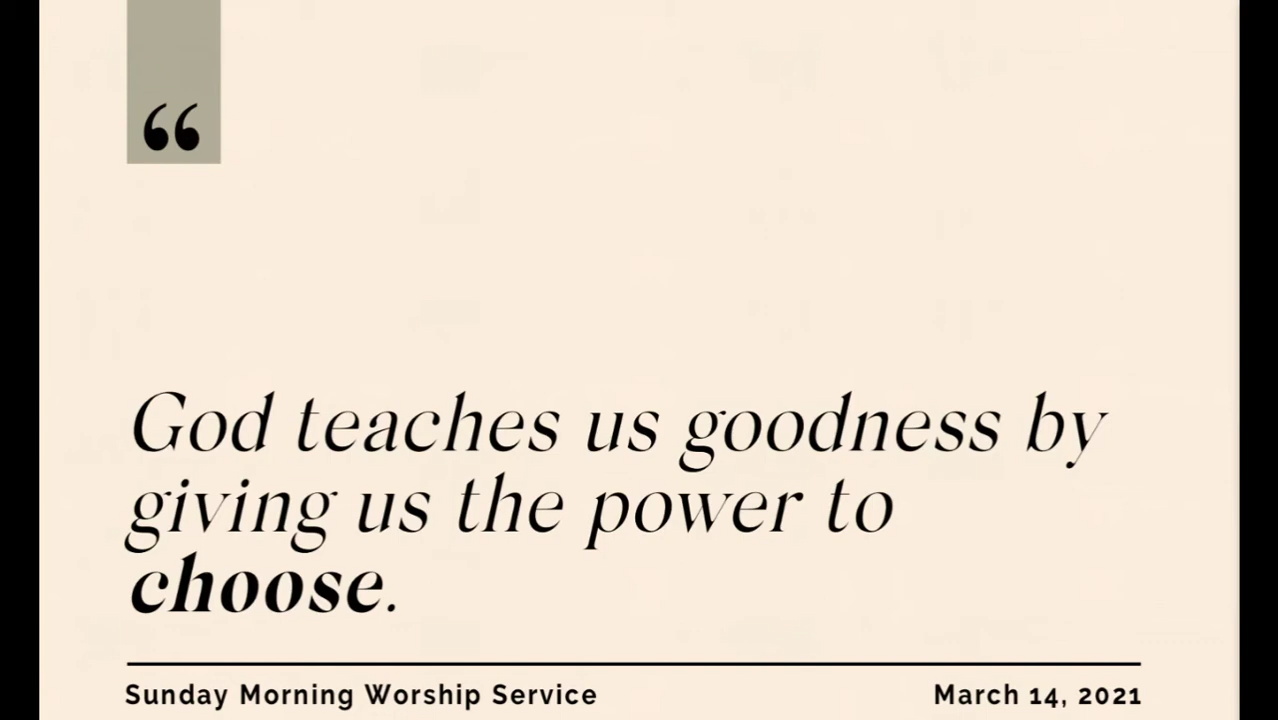 “
God teaches us goodness by
giving us the power to
choose.
Sunday Morning Worship Service March 14, 2021